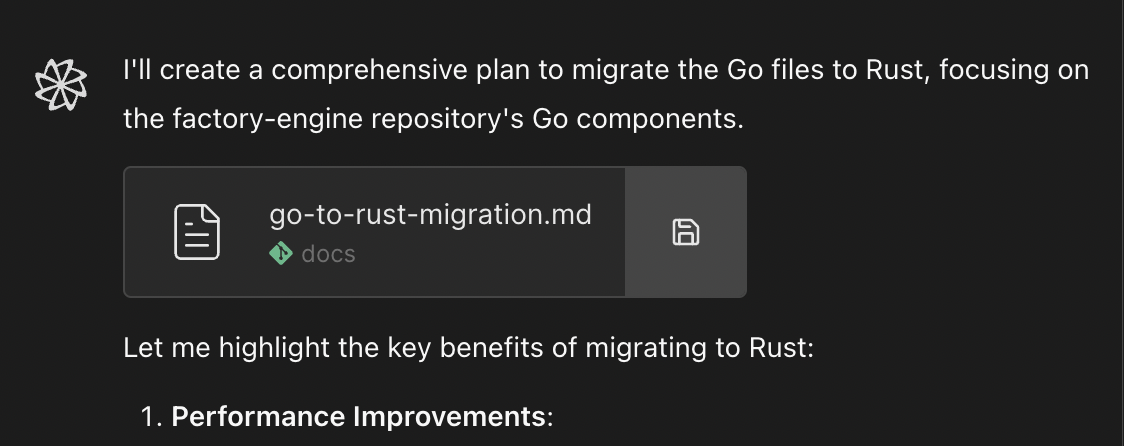 I'll create a comprehensive plan to migrate the Go files to Rust, focusing on
the factory-engine repository's Go components.
go-to-rust-migration.md
docs
Let me highlight the key benefits of migrating to Rust:
1. Performance Improvements: